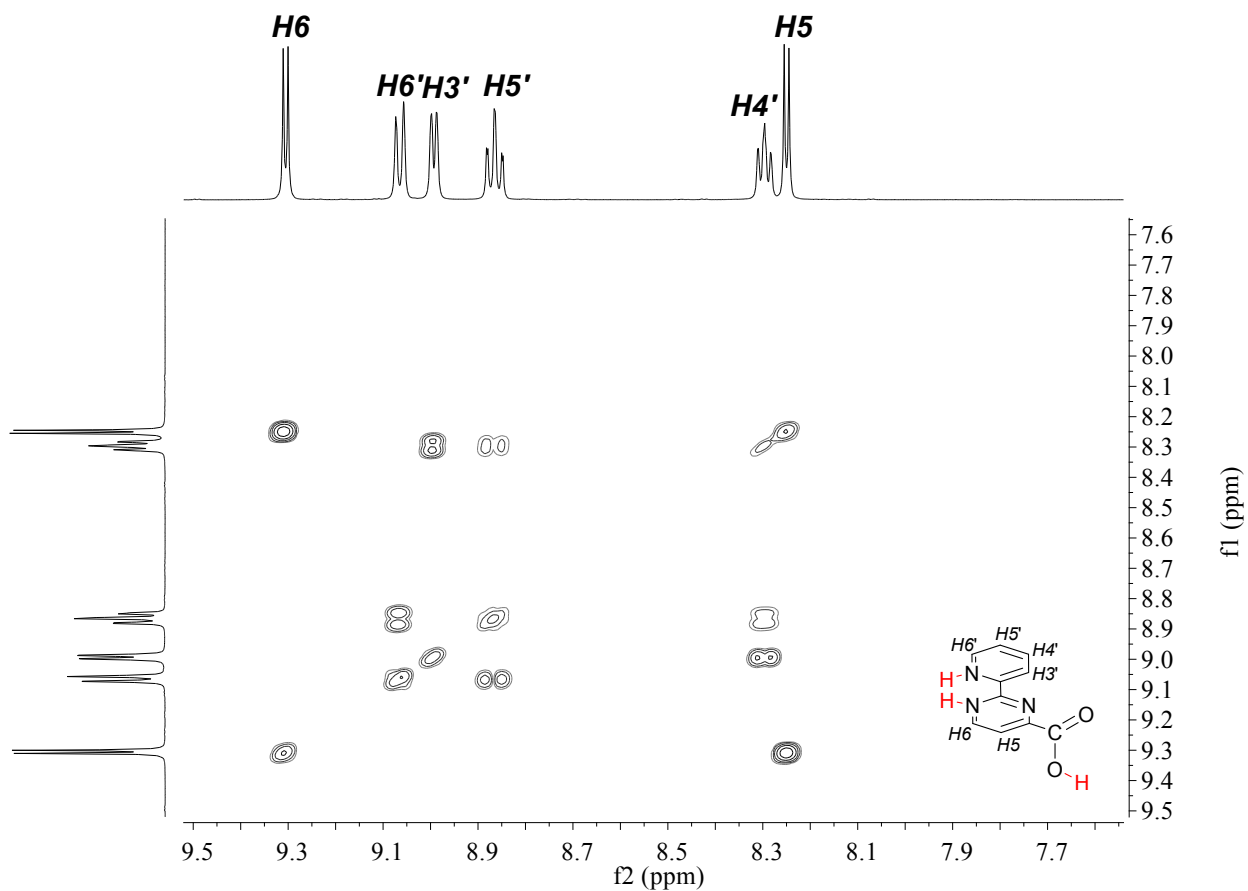 H6
H6'
H3'
H5'
H4'
H5
7.6
7.7
7.8
7.9
8.0
8.1
8.2
8.3
8.4
8.5
8.6
8.7
8.8
8.9
9.0
9.1
9.2
9.3
9.4
9.5
f1 (ppm)
H6'
H5'
H4'
H3'
H
N
H
N
N
H6
H5
C
O
O
H
9.5
9.3
9.1
8.9
8.7
8.5
8.3
8.1
7.9
7.7
f2 (ppm)